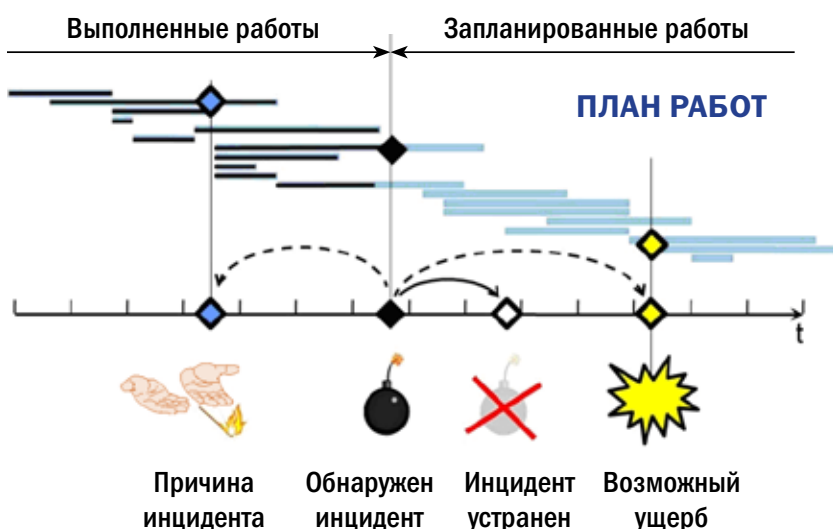 Выполненные работы
Запланированные работы
ПЛАН РАБОТ
t
Причина
инцидента
Обнаружен
инцидент
Инцидент
устранен
Возможный
ущерб